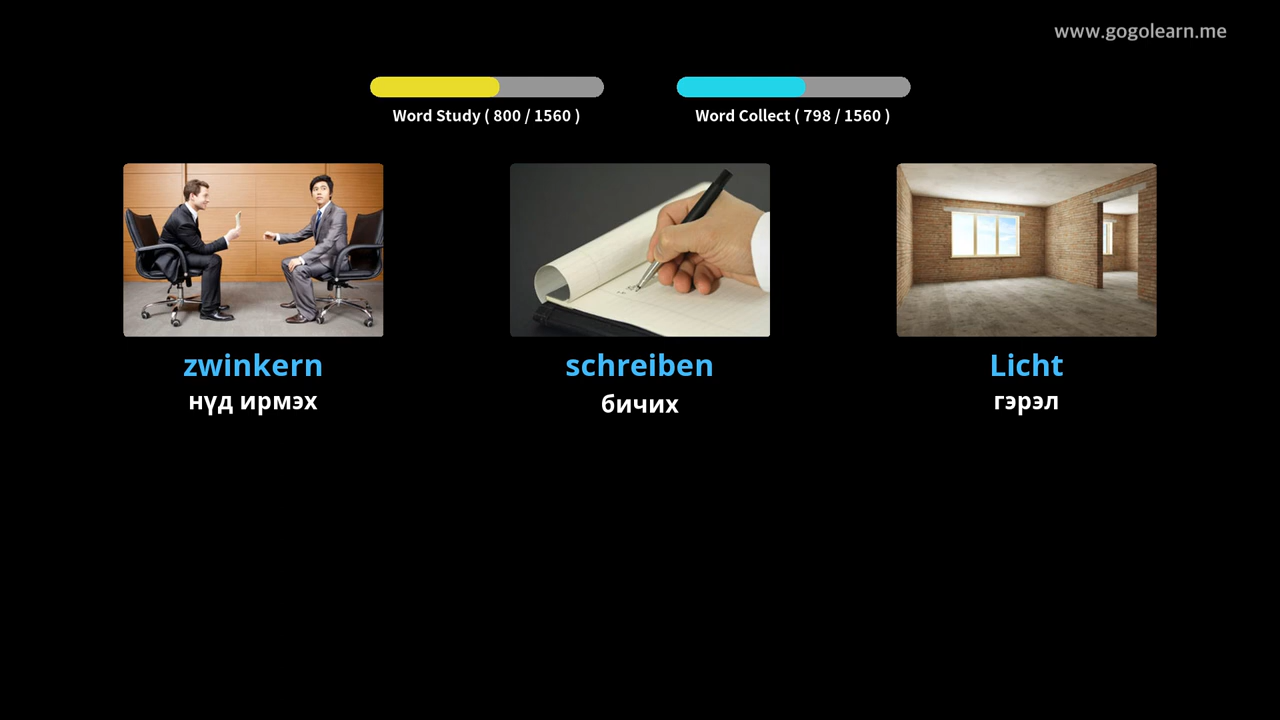 www.gogolearn.me
Word Study ( 800 / 1560 )
Word Collect ( 798 / 1560 )
zwinkern
нүд ирмэх
schreiben
бичих
Licht
гэрэл